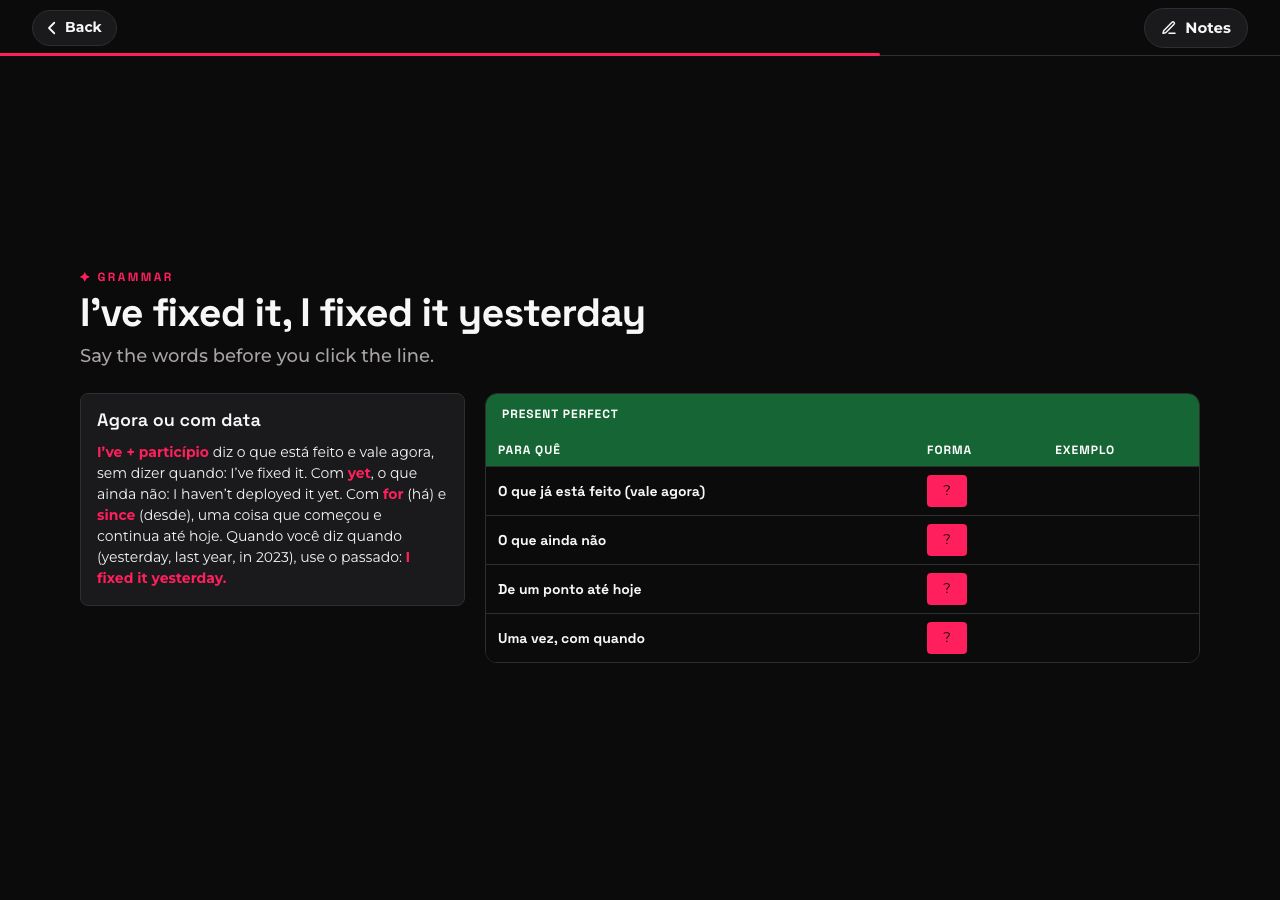 Back
Notes
GRAMMAR
I've fixed it, I fixed it yesterday
Say the words before you click the line.
Agora ou com data
I've + particípio diz o que está feito e vale agora,
sem dizer quando: I've fixed it. Com yet, o que
ainda não: I haven't deployed it yet. Com for (há) e
since (desde), uma coisa que começou e
continua até hoje. Quando você diz quando
(yesterday, last year, in 2023), use o passado: I
fixed it yesterday.
PRESENT PERFECT
PARA QUÊ FORMA EXEMPLO
O que já está feito (vale agora) ?
O que ainda não ?
De um ponto até hoje ?
Uma vez, com quando ?